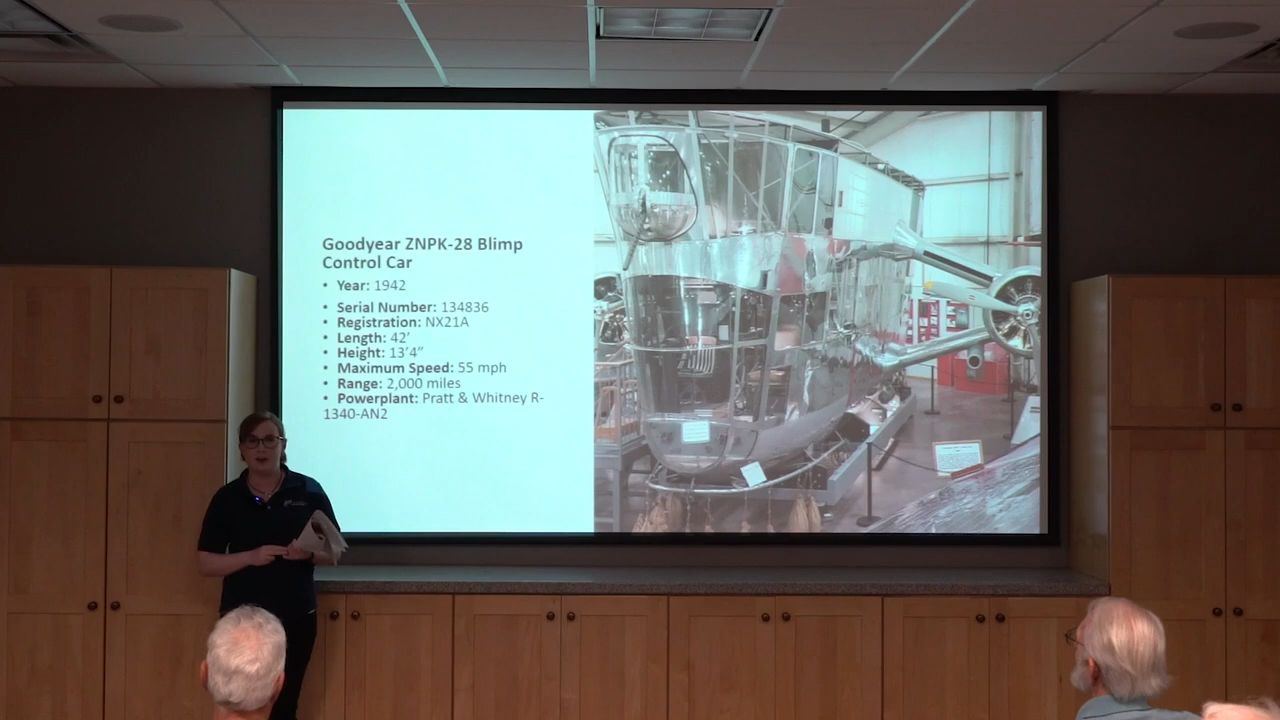 Goodyear ZNPK-28 Blimp
Control Car
• Year: 1942
• Serial Number: 134836
• Registration: NX21A
• Length: 42'
• Height: 13'4"
• Maximum Speed: 55 mph
• Range: 2,000 miles
• Powerplant: Pratt & Whitney R-
1340-AN2